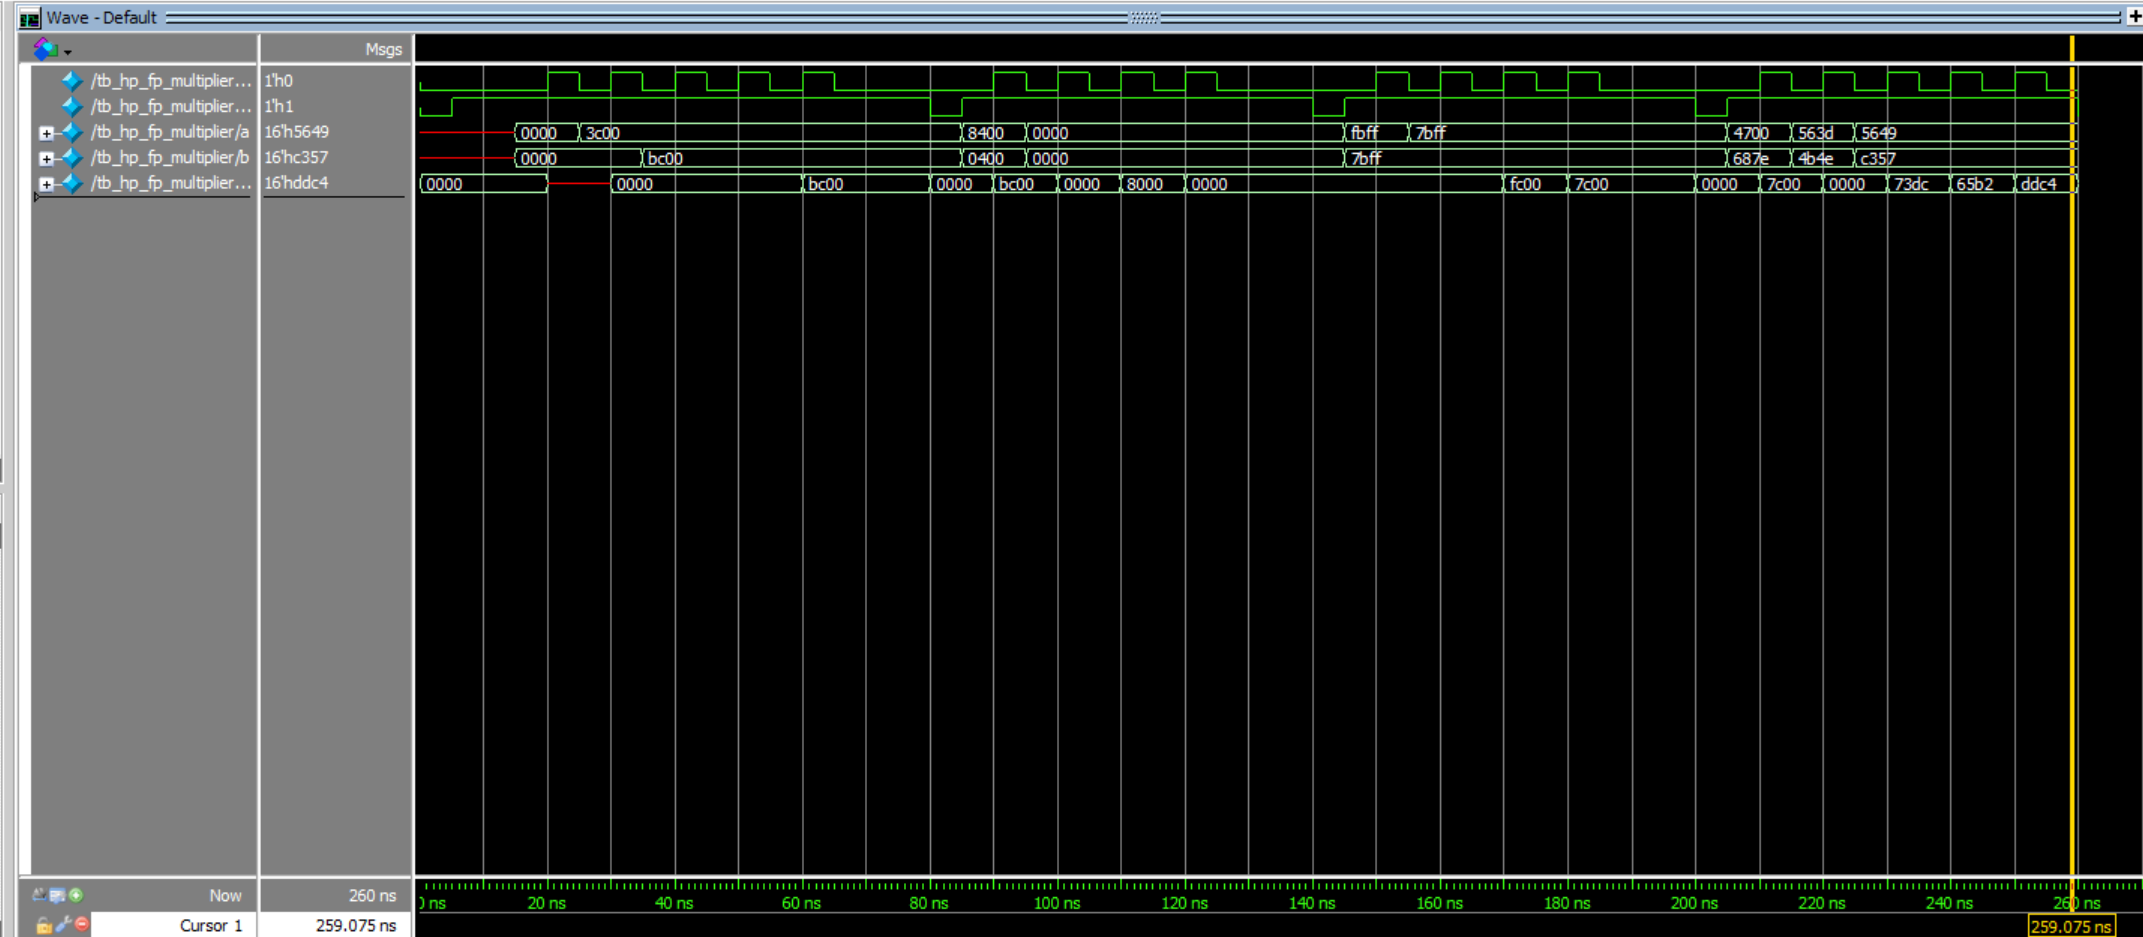 Wave - Default
Msgs
/tb_hp_fp_multiplier... 1'h0
/tb_hp_fp_multiplier... 1'h1
/tb_hp_fp_multiplier/a 16'h5649 0000 3c00 8400 0000 fbff 7bff 4700 563d 5649
/tb_hp_fp_multiplier/b 16'hc357 0000 bc00 0400 0000 7bff 687e 4b4e c357
/tb_hp_fp_multiplier... 16'hddc4 0000 0000 bc00 0000 bc00 0000 8000 0000 fc00 7c00 0000 7c00 0000 73dc 65b2 ddc4
Now 260 ns ns 20 ns 40 ns 60 ns 80 ns 100 ns 120 ns 140 ns 160 ns 180 ns 200 ns 220 ns 240 ns 260 ns
Cursor 1 259.075 ns 259.075 ns